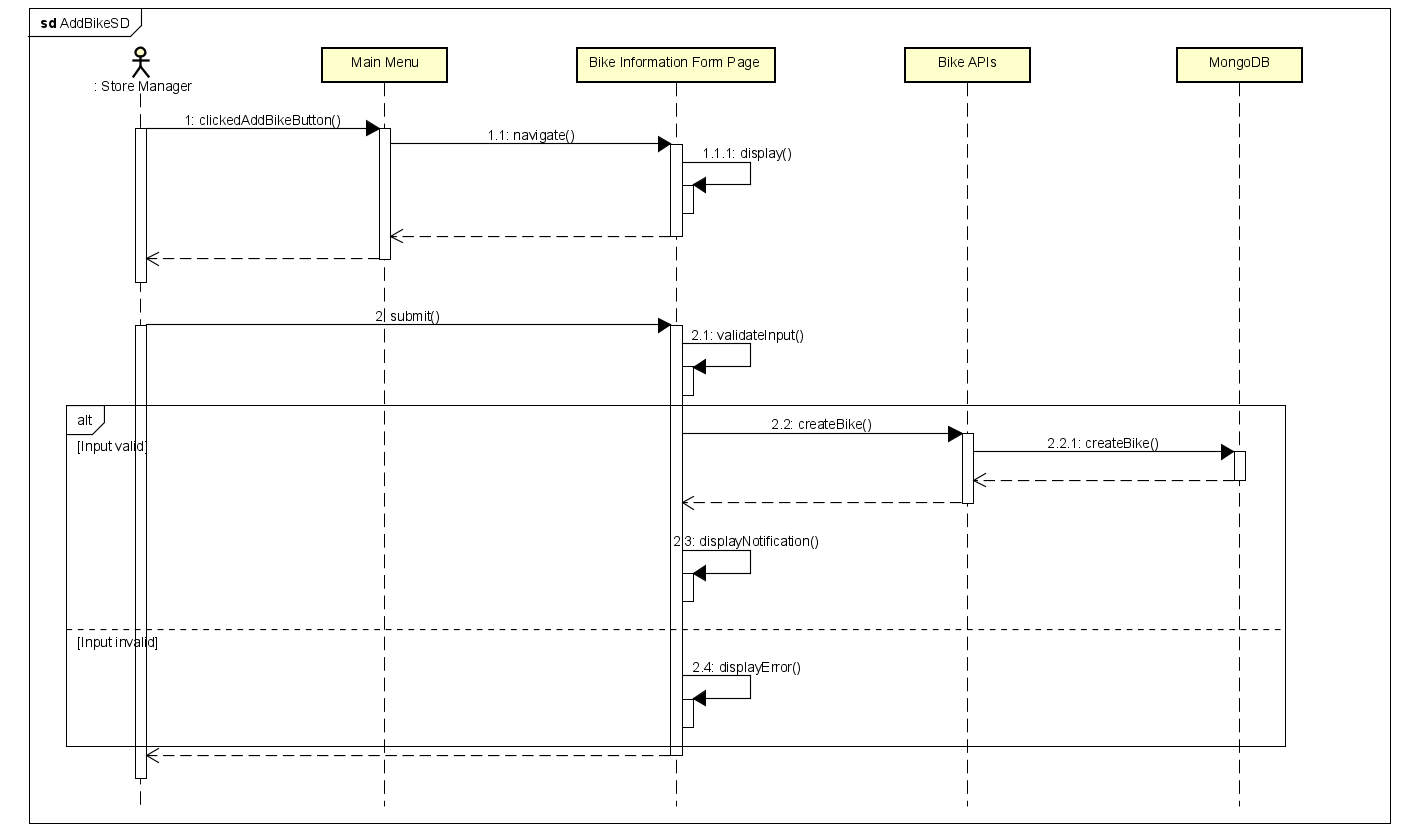 sd AddBikeSD
: Store Manager
Main Menu
Bike Information Form Page
Bike APIs
MongoDB
1: clickedAddBikeButton()
1.1: navigate()
1.1.1: display()
2: submit()
2.1: validateInput()
alt
[Input valid]
2.2: createBike()
2.2.1: createBike()
2.3: displayNotification()
[Input invalid]
2.4: displayError()